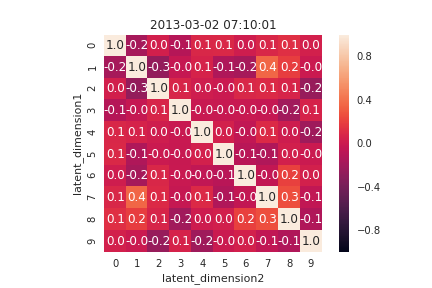 2013-03-02 07:10:01
latent_dimension1
0 1.0 -0.2 0.0 -0.1 0.1 0.1 0.0 0.1 0.1 0.0
1 -0.2 1.0 -0.3 -0.0 0.1 -0.1 -0.2 0.4 0.2 -0.0
2 0.0 -0.3 1.0 0.1 0.0 -0.0 0.1 0.1 0.1 -0.2
3 -0.1 -0.0 0.1 1.0 -0.0 -0.0 -0.0 -0.0 -0.2 0.1
4 0.1 0.1 0.0 -0.0 1.0 0.0 -0.0 0.1 0.0 -0.2
5 0.1 -0.1 -0.0 -0.0 0.0 1.0 -0.1 -0.1 0.0 -0.0
6 0.0 -0.2 0.1 -0.0 -0.0 -0.1 1.0 -0.0 0.2 0.0
7 0.1 0.4 0.1 -0.0 0.1 -0.1 -0.0 1.0 0.3 -0.1
8 0.1 0.2 0.1 -0.2 0.0 0.0 0.2 0.3 1.0 -0.1
9 0.0 -0.0 -0.2 0.1 -0.2 -0.0 0.0 -0.1 -0.1 1.0
0 1 2 3 4 5 6 7 8 9
latent_dimension2
0.8
0.4
0.0
−0.4
−0.8